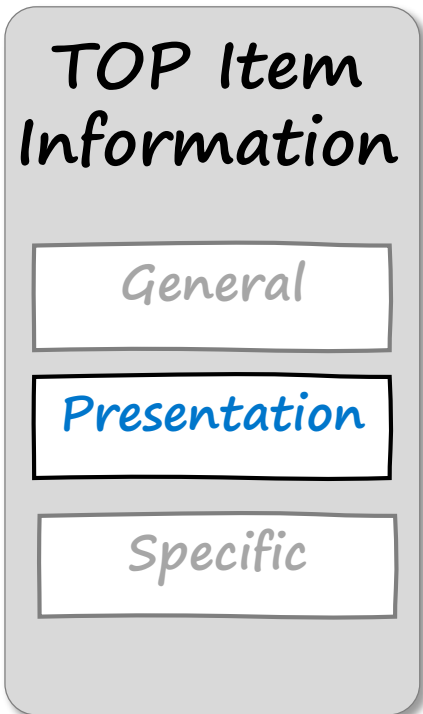 TOP Item
Information
General
Presentation
Specific